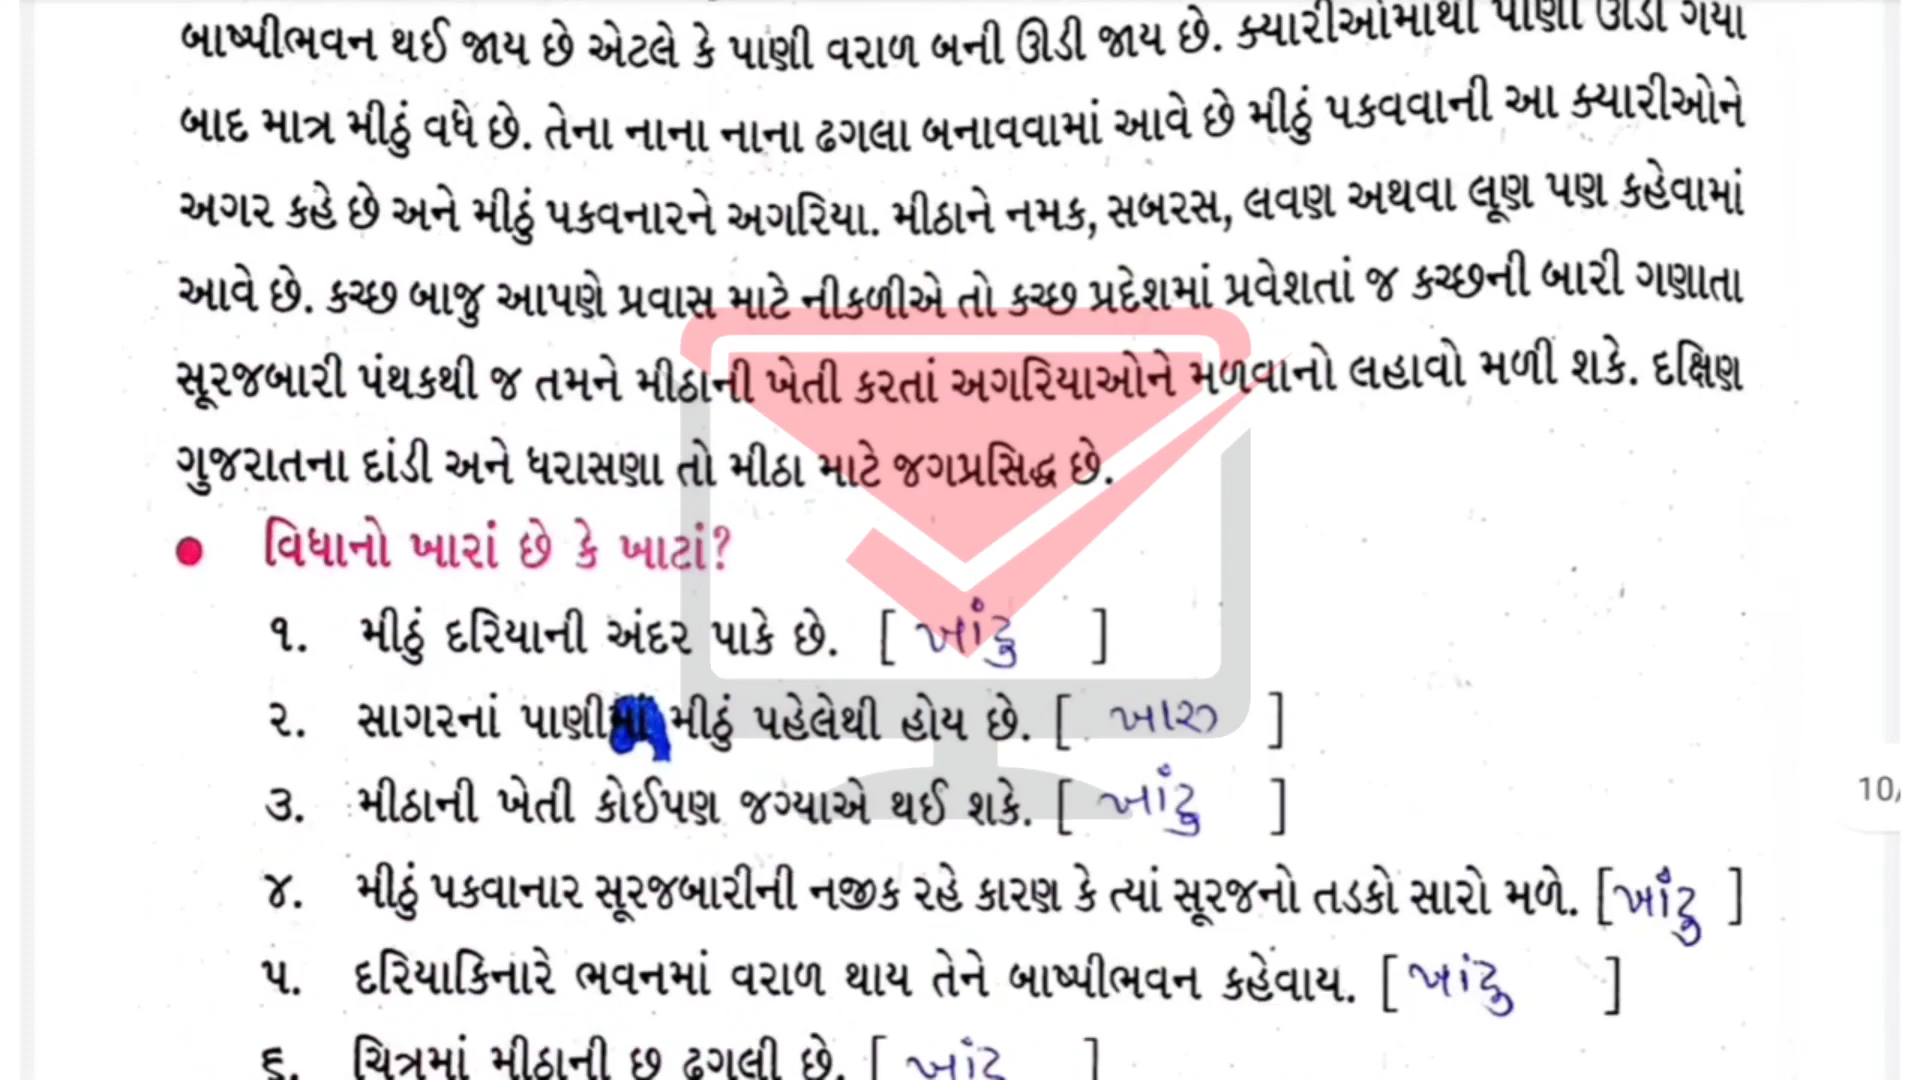 બાષ્પીભવન થઈ જાય છે એટલે કે પાણી વરાળ બની ઊડી જાય છે. ક્યારીઓમાંથી પાણી ઊડી ગયા
બાદ માત્ર મીઠું વધે છે. તેના નાના નાના ઢગલા બનાવવામાં આવે છે મીઠું પકવવાની આ ક્યારીઓને
અગર કહે છે અને મીઠું પકવનારને અગરિયા. મીઠાને નમક, સબરસ, લવણ અથવા લૂણ પણ કહેવામાં
આવે છે. કચ્છ બાજુ આપણે પ્રવાસ માટે નીકળીએ તો કચ્છ પ્રદેશમાં પ્રવેશતાં જ કચ્છની બારી ગણાતા
સૂરજબારી પંથકથી જ તમને મીઠાની ખેતી કરતાં અગરિયાઓને મળવાનો લહાવો મળી શકે. દક્ષિણ
ગુજરાતના દાંડી અને ધરાસણા તો મીઠા માટે જગપ્રસિદ્ધ છે.
● વિધાનો ખારાં છે કે ખાટાં?
૧. મીઠું દરિયાની અંદર પાકે છે. [ ખાંટુ ]
૨. સાગરનાં પાણીમાં મીઠું પહેલેથી હોય છે. [ ખારુ ]
૩. મીઠાની ખેતી કોઈપણ જગ્યાએ થઈ શકે. [ ખાંટુ ]
૪. મીઠું પકવાનાર સૂરજબારીની નજીક રહે કારણ કે ત્યાં સૂરજનો તડકો સારો મળે. [ ખાંટુ ]
૫. દરિયાકિનારે ભવનમાં વરાળ થાય તેને બાષ્પીભવન કહેવાય. [ ખાંટુ ]
૬. ચિત્રમાં મીઠાની છ ઢગલી છે. [ ખાંટુ ]
10/